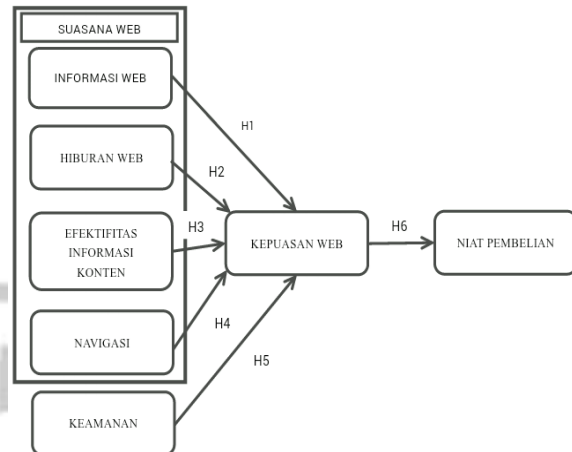 SUASANA WEB
INFORMASI WEB
H1
HIBURAN WEB
H2
EFEKTIFITAS
INFORMASI
KONTEN
H3
KEPUASAN WEB
H6
NIAT PEMBELIAN
NAVIGASI
H4
H5
KEAMANAN